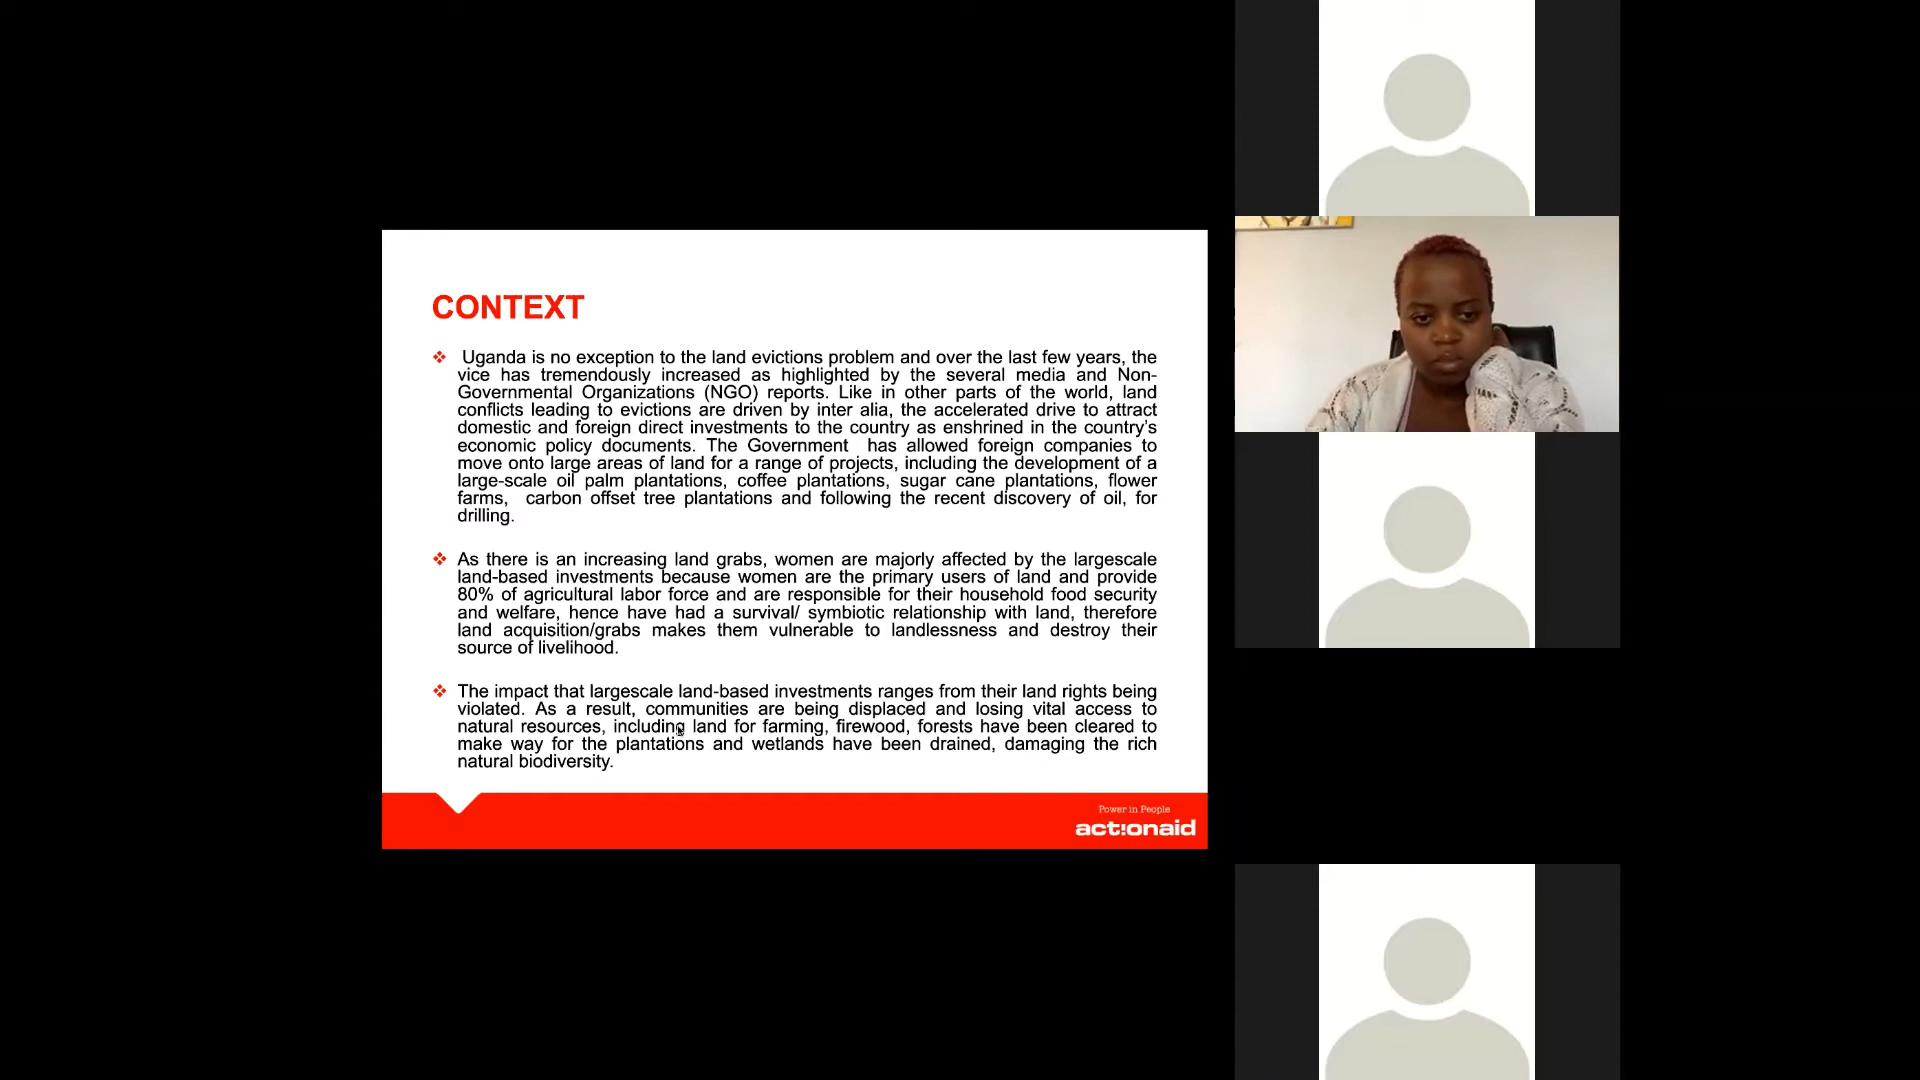 CONTEXT
❖ Uganda is no exception to the land evictions problem and over the last few years, the
vice has tremendously increased as highlighted by the several media and Non-
Governmental Organizations (NGO) reports. Like in other parts of the world, land
conflicts leading to evictions are driven by inter alia, the accelerated drive to attract
domestic and foreign direct investments to the country as enshrined in the country's
economic policy documents. The Government has allowed foreign companies to
move onto large areas of land for a range of projects, including the development of a
large-scale oil palm plantations, coffee plantations, sugar cane plantations, flower
farms, carbon offset tree plantations and following the recent discovery of oil, for
drilling.
❖ As there is an increasing land grabs, women are majorly affected by the largescale
land-based investments because women are the primary users of land and provide
80% of agricultural labor force and are responsible for their household food security
and welfare, hence have had a survival/ symbiotic relationship with land, therefore
land acquisition/grabs makes them vulnerable to landlessness and destroy their
source of livelihood.
❖ The impact that largescale land-based investments ranges from their land rights being
violated. As a result, communities are being displaced and losing vital access to
natural resources, including land for farming, firewood, forests have been cleared to
make way for the plantations and wetlands have been drained, damaging the rich
natural biodiversity.
Power in People
act!onaid